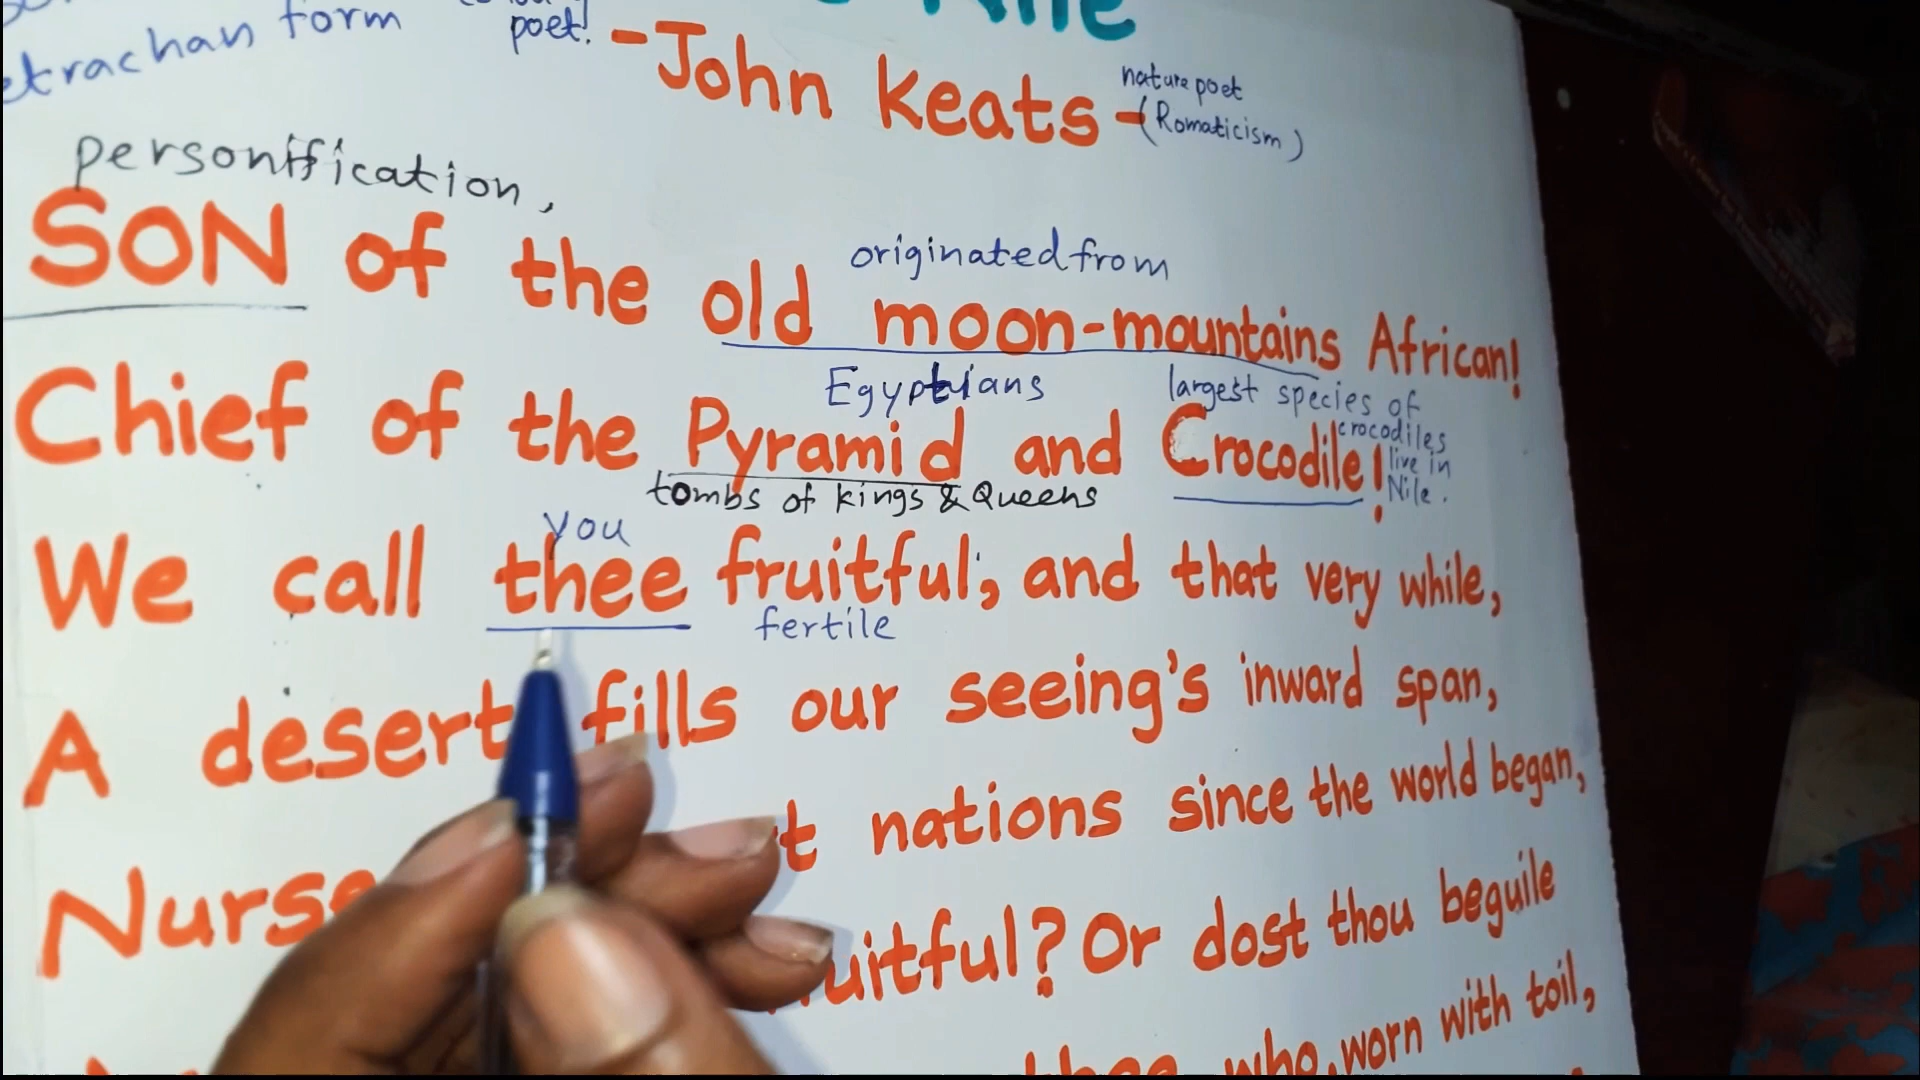 Nile
etrachan form
poet!
-John Keats-
nature poet
(Romaticism)
personification,
SON of the old moon-mountains African!
originated from
Chief of the Pyramid and Crocodile!
Egyptians
largest species of
crocodiles
live in
Nile.
tombs of kings & Queens
you
We call thee fruitful, and that very while,
fertile
A desert fills our seeing's inward span,
Nurse t nations since the world began,
uitful? Or dost thou beguile
who, worn with toil,